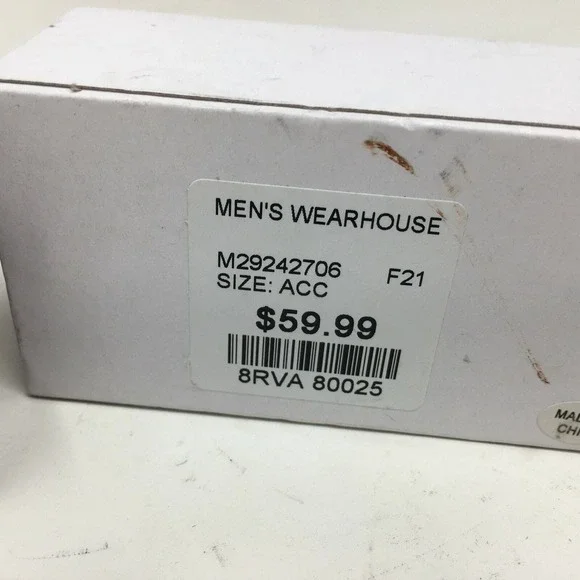 MEN'S WEARHOUSE
M29242706 F21
SIZE: ACC
$59.99
8RVA 80025